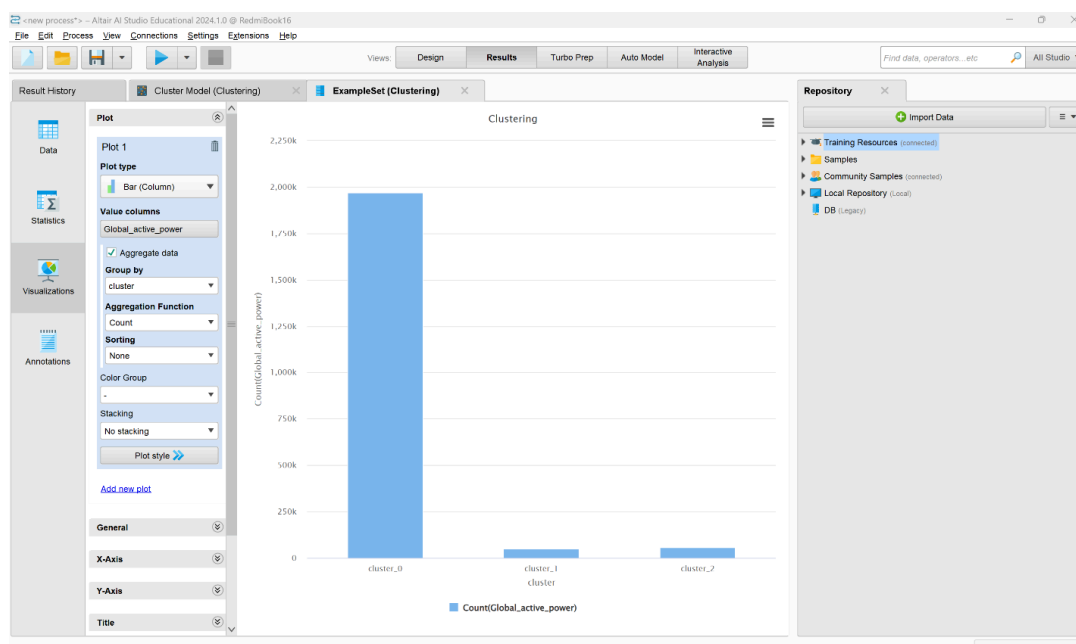 <new process*> – Altair AI Studio Educational 2024.1.0 @ RedmiBook16
File Edit Process View Connections Settings Extensions Help
Views: Design Results Turbo Prep Auto Model Interactive Analysis
Find data, operators...etc
All Studio
Result History
Cluster Model (Clustering)
ExampleSet (Clustering)
Data
Statistics
Visualizations
Annotations
Plot
Plot 1
Plot type
Bar (Column)
Value columns
Global_active_power
Aggregate data
Group by
cluster
Aggregation Function
Count
Sorting
None
Color Group
-
Stacking
No stacking
Plot style
Add new plot
General
X-Axis
Y-Axis
Title
Clustering
Count(Global_active_power)
2,250k
2,000k
1,750k
1,500k
1,250k
1,000k
750k
500k
250k
0
cluster_0 cluster_1 cluster_2
cluster
Count(Global_active_power)
Repository
Import Data
Training Resources (connected)
Samples
Community Samples (connected)
Local Repository (Local)
DB (Legacy)